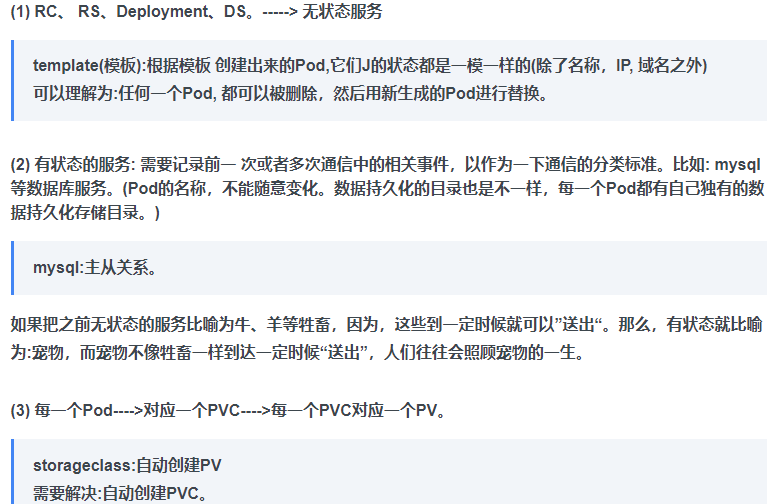 (1) RC、 RS、Deployment、DS。-----> 无状态服务
template(模板):根据模板 创建出来的Pod,它们J的状态都是一模一样的(除了名称，IP, 域名之外)
可以理解为:任何一个Pod, 都可以被删除，然后用新生成的Pod进行替换。
(2) 有状态的服务: 需要记录前一 次或者多次通信中的相关事件，以作为一下通信的分类标准。比如: mysql
等数据库服务。(Pod的名称，不能随意变化。数据持久化的目录也是不一样，每一个Pod都有自己独有的数
据持久化存储目录。)
mysql:主从关系。
如果把之前无状态的服务比喻为牛、羊等牲畜，因为，这些到一定时候就可以”送出“。那么，有状态就比喻
为:宠物，而宠物不像牲畜一样到达一定时候“送出”，人们往往会照顾宠物的一生。
(3) 每一个Pod---->对应一个PVC---->每一个PVC对应一个PV。
storageclass:自动创建PV
需要解决:自动创建PVC。